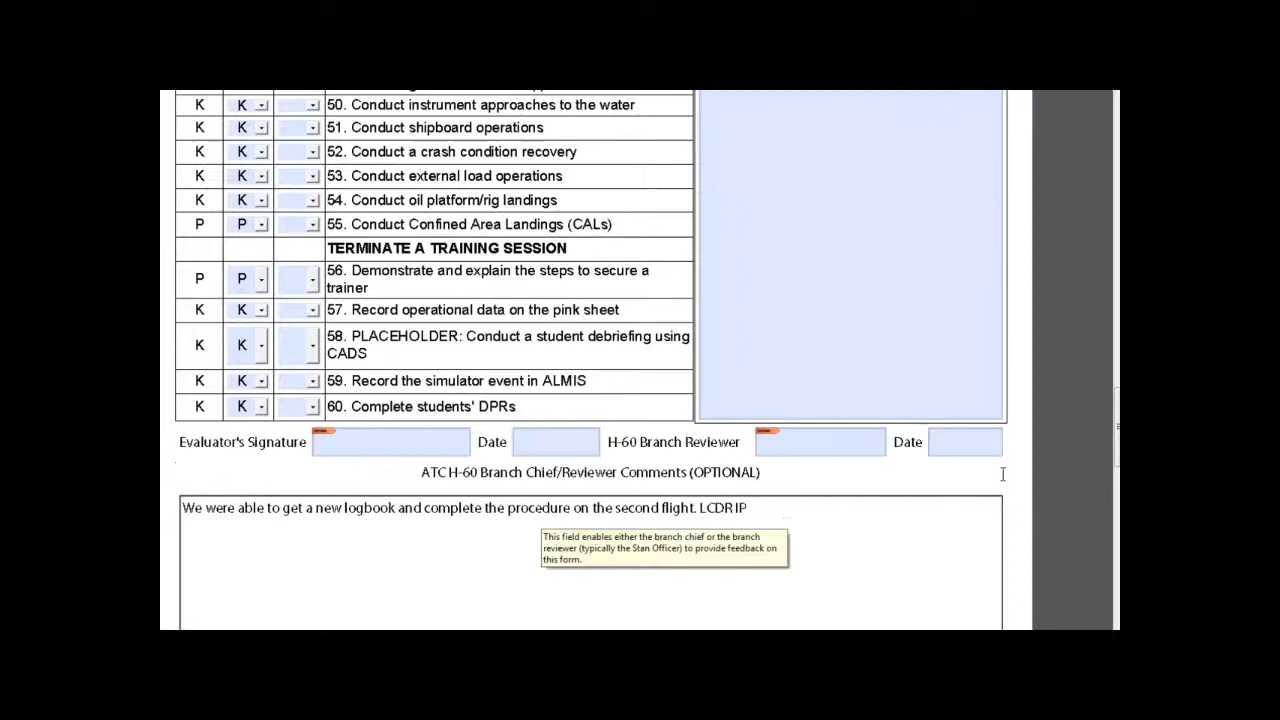 K K 50. Conduct instrument approaches to the water
K K 51. Conduct shipboard operations
K K 52. Conduct a crash condition recovery
K K 53. Conduct external load operations
K K 54. Conduct oil platform/rig landings
P P 55. Conduct Confined Area Landings (CALs)
TERMINATE A TRAINING SESSION
P P 56. Demonstrate and explain the steps to secure a
trainer
K K 57. Record operational data on the pink sheet
K K 58. PLACEHOLDER: Conduct a student debriefing using
CADS
K K 59. Record the simulator event in ALMIS
K K 60. Complete students' DPRs
Evaluator's Signature Date H-60 Branch Reviewer Date
ATC H-60 Branch Chief/Reviewer Comments (OPTIONAL)
We were able to get a new logbook and complete the procedure on the second flight. LCDR IP
This field enables either the branch chief or the branch
reviewer (typically the Stan Officer) to provide feedback on
this form.